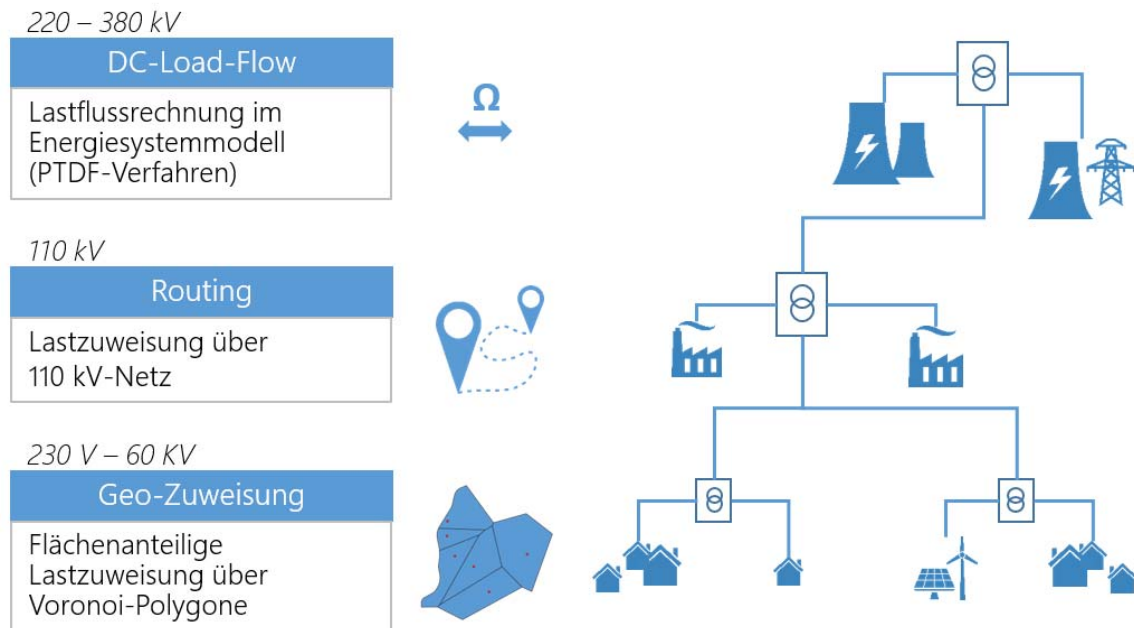 220 – 380 kV
DC-Load-Flow
Lastflussrechnung im
Energiesystemmodell
(PTDF-Verfahren)
Ω
110 kV
Routing
Lastzuweisung über
110 kV-Netz
230 V – 60 KV
Geo-Zuweisung
Flächenanteilige
Lastzuweisung über
Voronoi-Polygone